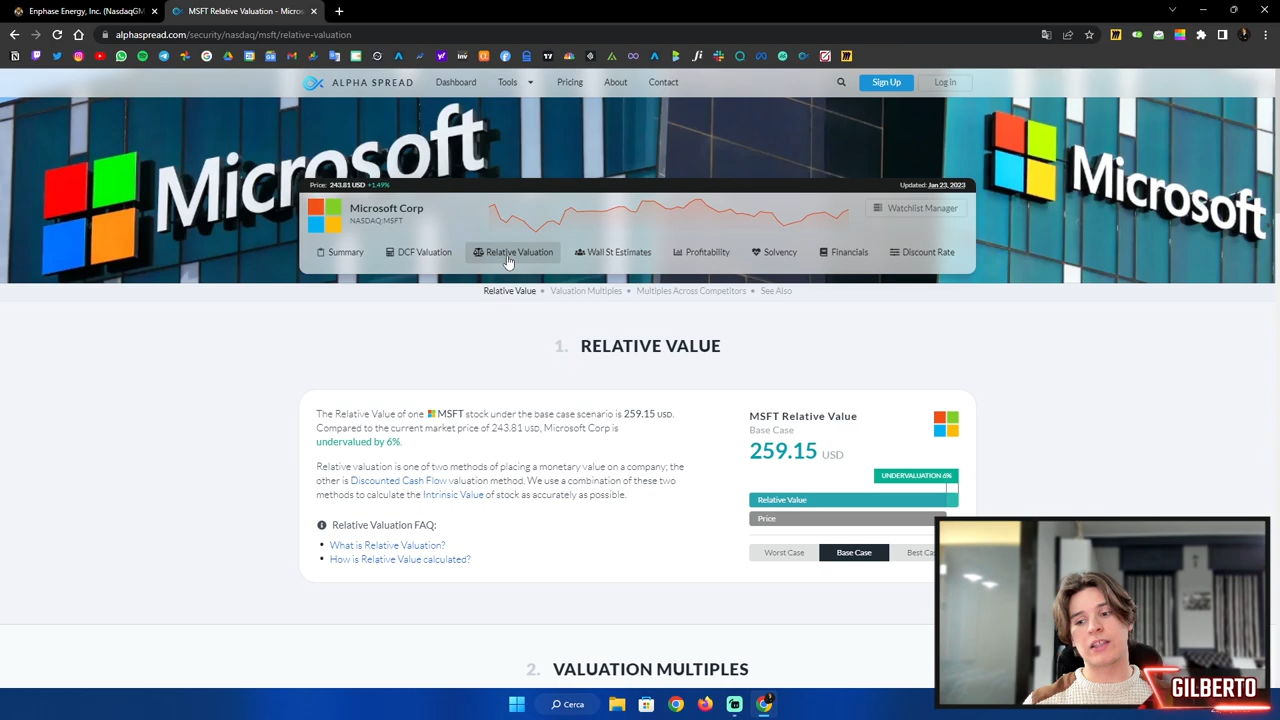 Enphase Energy, Inc. (NasdaqGM
MSFT Relative Valuation - Micros
alphaspread.com/security/nasdaq/msft/relative-valuation
ALPHA SPREAD
Dashboard
Tools
Pricing
About
Contact
Sign Up
Log in
Microsoft
Microsoft
Price: 243.81 USD +1.49%
Updated: Jan 23, 2023
Microsoft Corp
NASDAQ:MSFT
Watchlist Manager
Summary
DCF Valuation
Relative Valuation
Wall St Estimates
Profitability
Solvency
Financials
Discount Rate
Relative Value
Valuation Multiples
Multiples Across Competitors
See Also
1. RELATIVE VALUE
The Relative Value of one MSFT stock under the base case scenario is 259.15 USD.
Compared to the current market price of 243.81 USD, Microsoft Corp is
undervalued by 6%.
Relative valuation is one of two methods of placing a monetary value on a company; the
other is Discounted Cash Flow valuation method. We use a combination of these two
methods to calculate the Intrinsic Value of stock as accurately as possible.
Relative Valuation FAQ:
• What is Relative Valuation?
• How is Relative Value calculated?
MSFT Relative Value
Base Case
259.15 USD
UNDERVALUATION 6%
Relative Value
Price
Worst Case
Base Case
Best Cas
2. VALUATION MULTIPLES
GILBERTO
Cerca